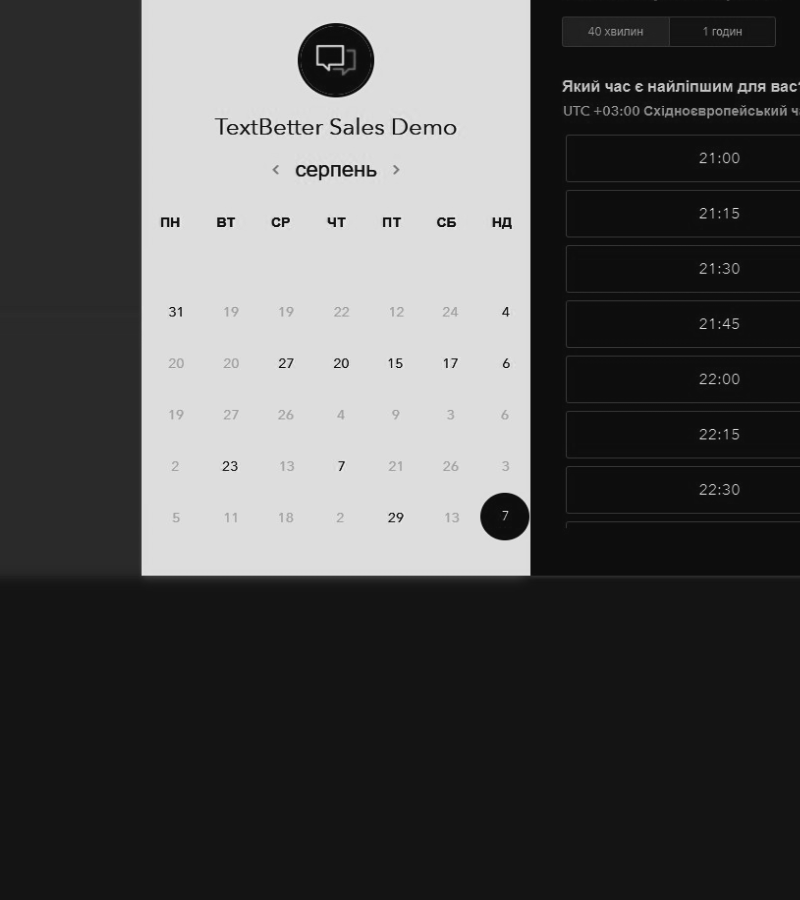 TextBetter Sales Demo
< серпень >
ПН ВТ СР ЧТ ПТ СБ НД
31 19 19 22 12 24 4
20 20 27 20 15 17 6
19 27 26 4 9 3 6
2 23 13 7 21 26 3
5 11 18 2 29 13 7
40 хвилин 1 годин
Який час є найліпшим для вас?
UTC +03:00 Східноєвропейський
21:00
21:15
21:30
21:45
22:00
22:15
22:30